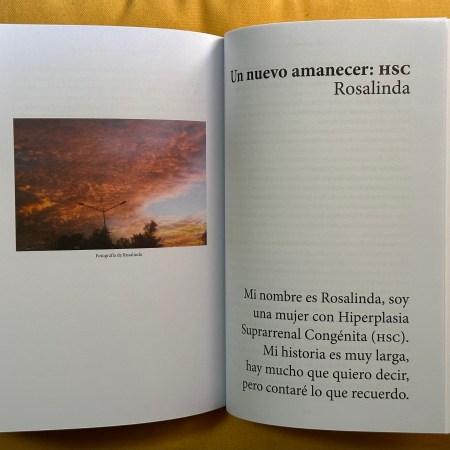 Fotografía de Rosalinda
Un nuevo amanecer: HSC
Rosalinda
Mi nombre es Rosalinda, soy
una mujer con Hiperplasia
Suprarrenal Congénita (HSC).
Mi historia es muy larga,
hay mucho que quiero decir,
pero contaré lo que recuerdo.